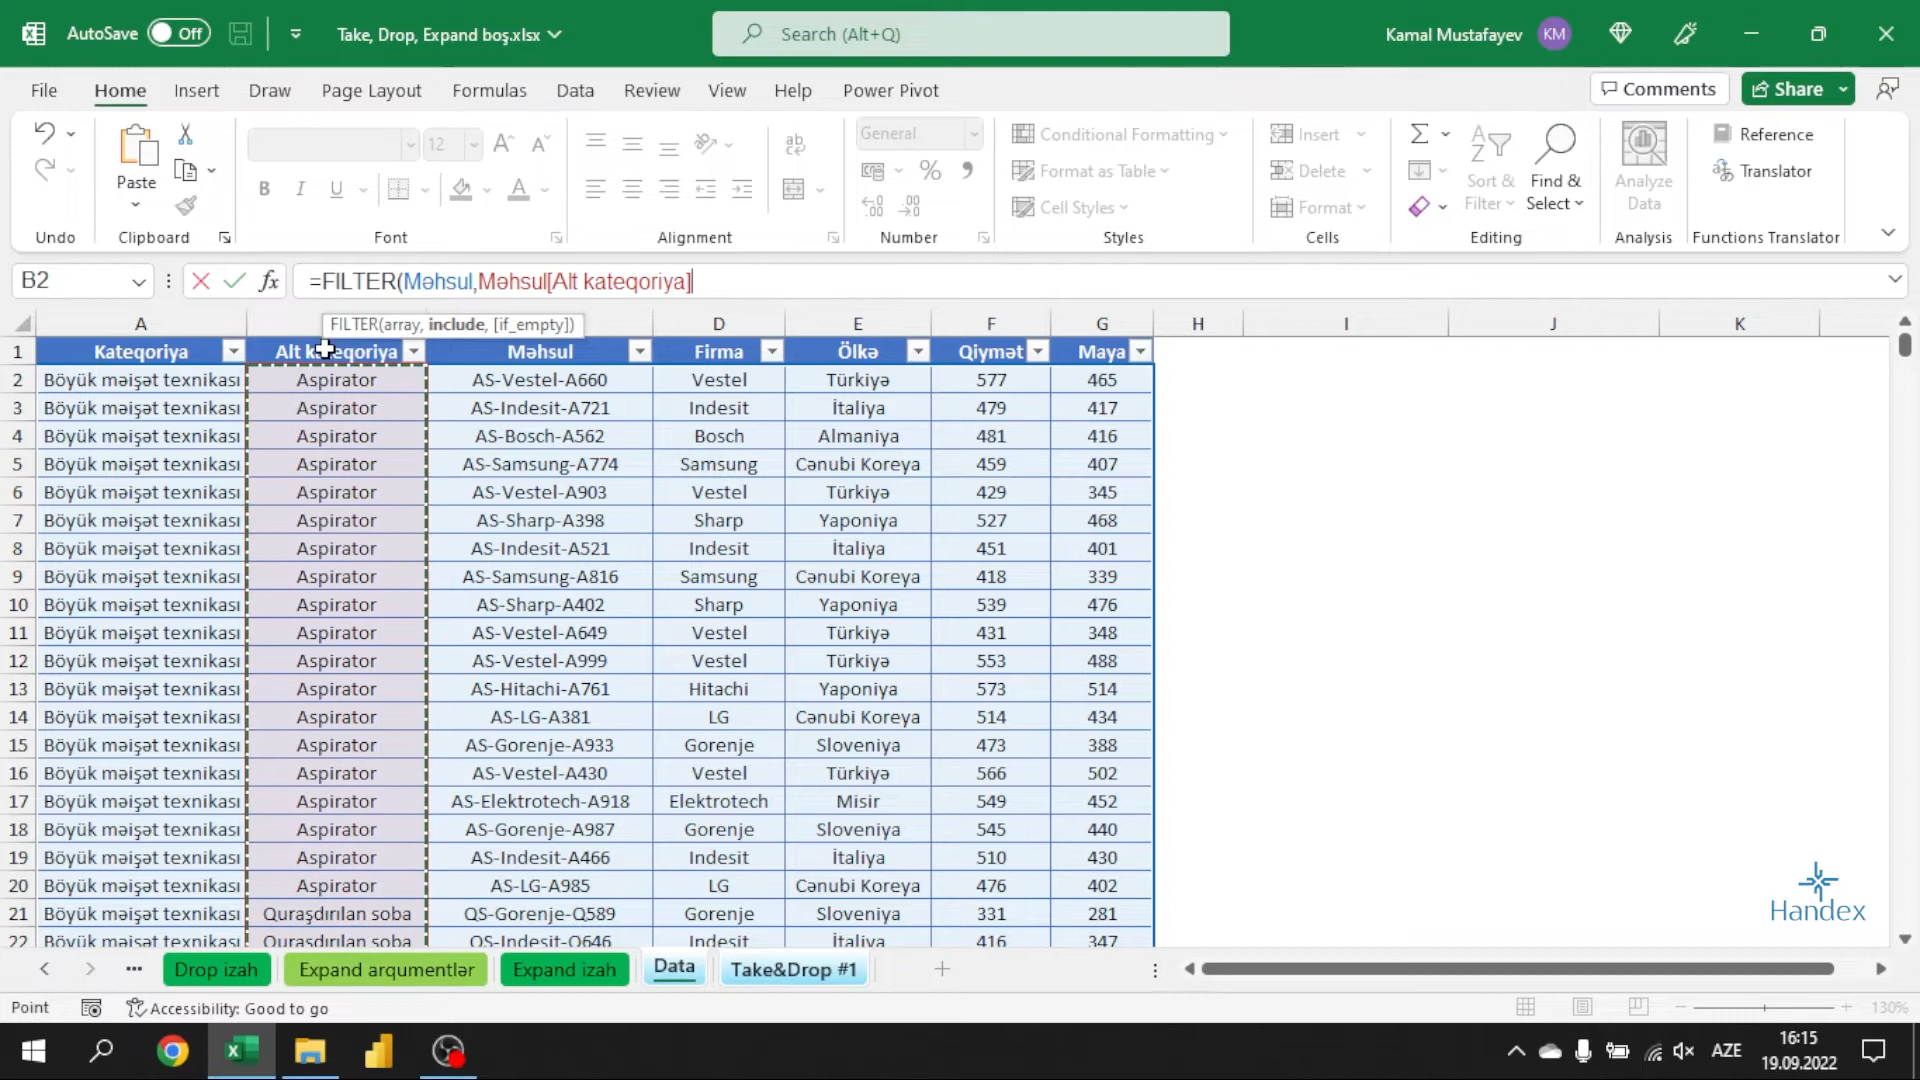 AutoSave Off Take, Drop, Expand boş.xlsx Search (Alt+Q) Kamal Mustafayev KM
File Home Insert Draw Page Layout Formulas Data Review View Help Power Pivot Comments Share
Paste
Undo Clipboard
12
B I U A
Font
ab
Alignment
General
%
Number
Conditional Formatting
Format as Table
Cell Styles
Styles
Insert
Delete
Format
Cells
Sort & Filter
Find & Select
Editing
Analyze Data
Analysis
Reference
Translator
Functions Translator
B2 fx =FILTER(Məhsul,Məhsul[Alt kateqoriya]
FILTER(array, include, [if_empty])
A D E F G H I J K
1 Kateqoriya Alt kateqoriya Məhsul Firma Ölkə Qiymət Maya
2 Böyük məişət texnikası Aspirator AS-Vestel-A660 Vestel Türkiyə 577 465
3 Böyük məişət texnikası Aspirator AS-Indesit-A721 Indesit İtaliya 479 417
4 Böyük məişət texnikası Aspirator AS-Bosch-A562 Bosch Almaniya 481 416
5 Böyük məişət texnikası Aspirator AS-Samsung-A774 Samsung Cənubi Koreya 459 407
6 Böyük məişət texnikası Aspirator AS-Vestel-A903 Vestel Türkiyə 429 345
7 Böyük məişət texnikası Aspirator AS-Sharp-A398 Sharp Yaponiya 527 468
8 Böyük məişət texnikası Aspirator AS-Indesit-A521 Indesit İtaliya 451 401
9 Böyük məişət texnikası Aspirator AS-Samsung-A816 Samsung Cənubi Koreya 418 339
10 Böyük məişət texnikası Aspirator AS-Sharp-A402 Sharp Yaponiya 539 476
11 Böyük məişət texnikası Aspirator AS-Vestel-A649 Vestel Türkiyə 431 348
12 Böyük məişət texnikası Aspirator AS-Vestel-A999 Vestel Türkiyə 553 488
13 Böyük məişət texnikası Aspirator AS-Hitachi-A761 Hitachi Yaponiya 573 514
14 Böyük məişət texnikası Aspirator AS-LG-A381 LG Cənubi Koreya 514 434
15 Böyük məişət texnikası Aspirator AS-Gorenje-A933 Gorenje Sloveniya 473 388
16 Böyük məişət texnikası Aspirator AS-Vestel-A430 Vestel Türkiyə 566 502
17 Böyük məişət texnikası Aspirator AS-Elektrotech-A918 Elektrotech Misir 549 452
18 Böyük məişət texnikası Aspirator AS-Gorenje-A987 Gorenje Sloveniya 545 440
19 Böyük məişət texnikası Aspirator AS-Indesit-A466 Indesit İtaliya 510 430
20 Böyük məişət texnikası Aspirator AS-LG-A985 LG Cənubi Koreya 476 402
21 Böyük məişət texnikası Quraşdırılan soba QS-Gorenje-Q589 Gorenje Sloveniya 331 281
22 Böyük məişət texnikası Quraşdırılan soba QS-Indesit-Q646 Indesit İtaliya 416 347
Handex
Drop izah Expand arqumentlər Expand izah Data Take&Drop #1
Point Accessibility: Good to go 130%
AZE 16:15
19.09.2022